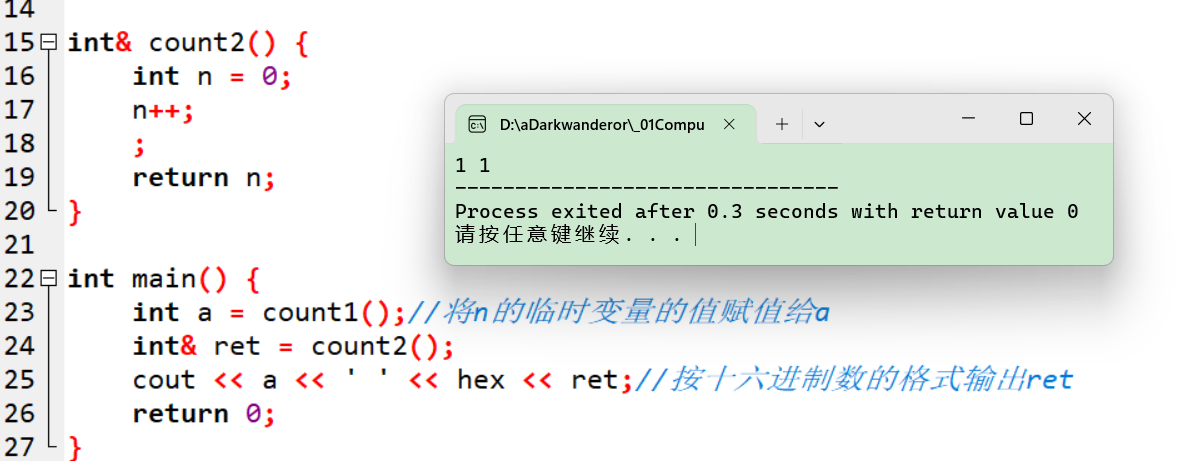 14
15 int& count2() {
16 int n = 0;
17 n++;
18 ;
19 return n;
20 }
21
22 int main() {
23 int a = count1();//将n的临时变量的值赋值给a
24 int& ret = count2();
25 cout << a << ' ' << hex << ret;//按十六进制数的格式输出ret
26 return 0;
27 }
D:\aDarkwanderor\_01Compu
1 1
--------------------------------
Process exited after 0.3 seconds with return value 0
请按任意键继续. . .